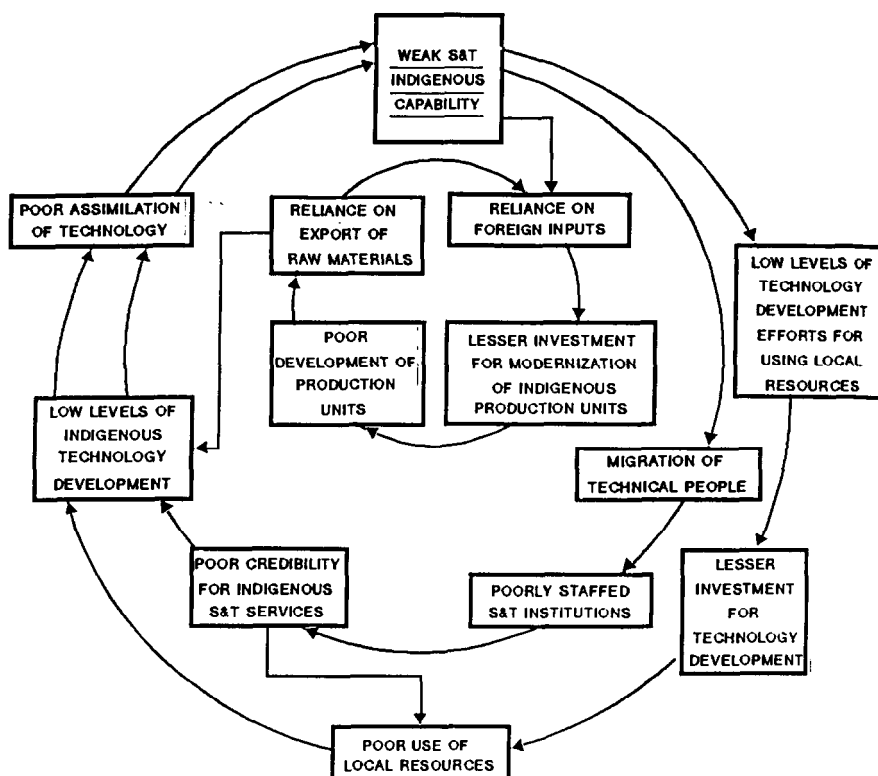 WEAK S&T
INDIGENOUS
CAPABILITY
POOR ASSIMILATION
OF TECHNOLOGY
RELIANCE ON
EXPORT OF
RAW MATERIALS
RELIANCE ON
FOREIGN INPUTS
LOW LEVELS OF
TECHNOLOGY
DEVELOPMENT
EFFORTS FOR
USING LOCAL
RESOURCES
POOR
DEVELOPMENT OF
PRODUCTION
UNITS
LESSER INVESTMENT
FOR MODERNIZATION
OF INDIGENOUS
PRODUCTION UNITS
LOW LEVELS OF
INDIGENOUS
TECHNOLOGY
DEVELOPMENT
MIGRATION OF
TECHNICAL PEOPLE
POOR CREDIBILITY
FOR INDIGENOUS
S&T SERVICES
POORLY STAFFED
S&T INSTITUTIONS
LESSER
INVESTMENT
FOR
TECHNOLOGY
DEVELOPMENT
POOR USE OF
LOCAL RESOURCES